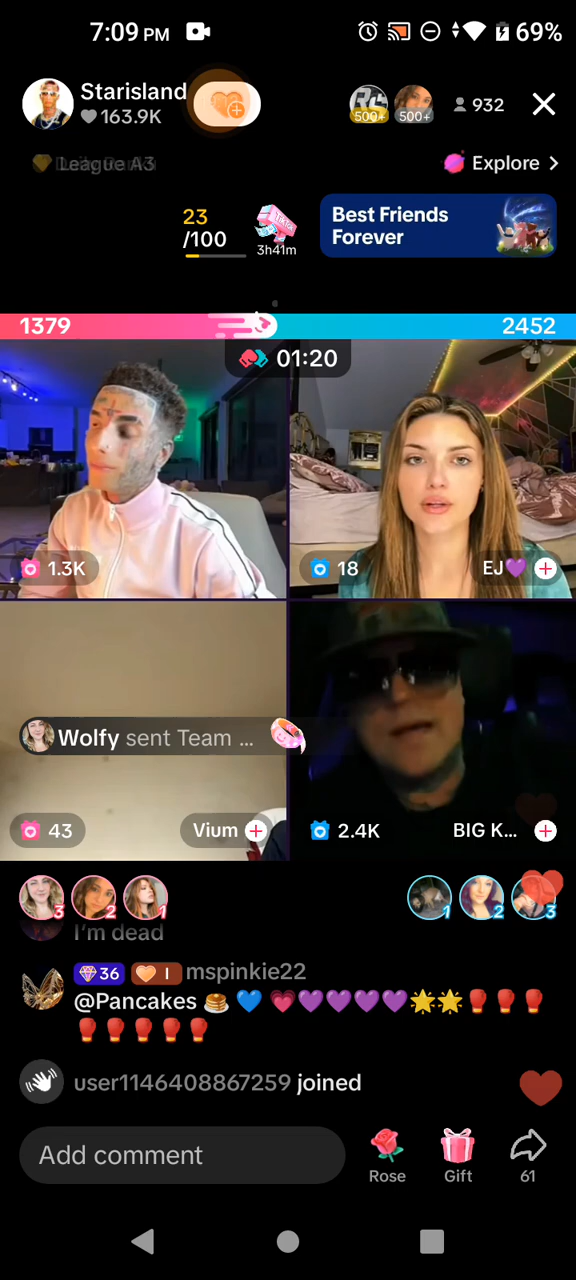 7:09 PM
69%
Starisland
163.9K
500+
500+
932
League A3
Explore
23
/100
3h41m
Best Friends
Forever
1379
2452
01:20
1.3K
18
EJ💜
Wolfy sent Team ...
43
Vium
2.4K
BIG K...
3
2
1
1
2
3
I'm dead
36
I
mspinkie22
@Pancakes 🥞 💙 💗💜💜💜💜🌟🌟🥊🥊🥊
🥊🥊🥊🥊🥊
user1146408867259 joined
Add comment
Rose
Gift
61